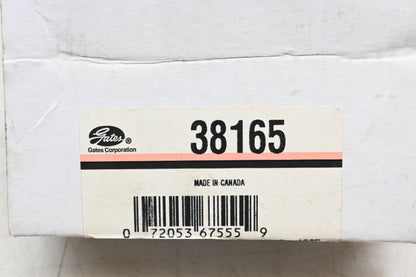 Gates®
38165
Gates Corporation
MADE IN CANADA
0 72053 67555 9